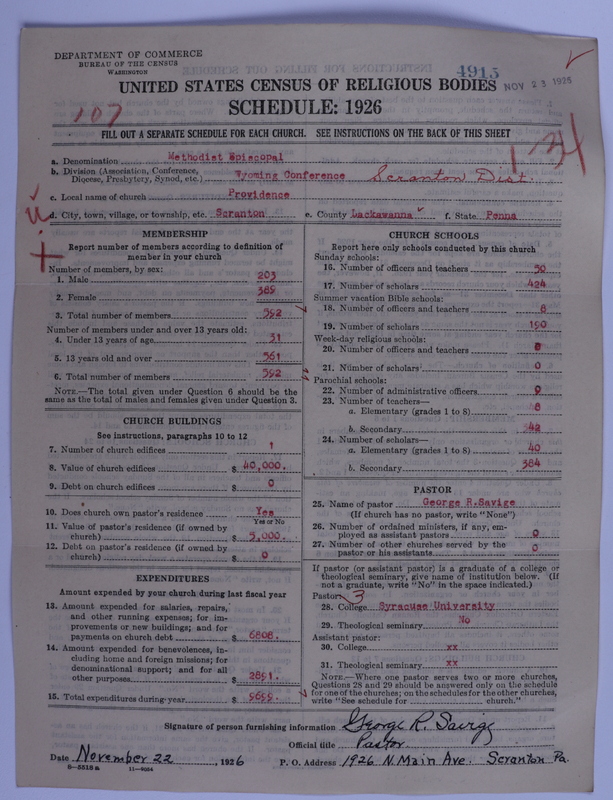 DEPARTMENT OF COMMERCE
BUREAU OF THE CENSUS
WASHINGTON
4915
NOV 23 1926
UNITED STATES CENSUS OF RELIGIOUS BODIES
SCHEDULE: 1926
107
FILL OUT A SEPARATE SCHEDULE FOR EACH CHURCH. SEE INSTRUCTIONS ON THE BACK OF THIS SHEET
134
a. Denomination Methodist Episcopal
b. Division (Association, Conference, Diocese, Presbytery, Synod, etc.) Wyoming Conference Scranton Dist.
c. Local name of church Providence
d. City, town, village, or township, etc. Scranton e. County Lackawanna f. State Penna
MEMBERSHIP
Report number of members according to definition of
member in your church
Number of members, by sex:
1. Male 203
2. Female 389
3. Total number of members 592
Number of members under and over 13 years old:
4. Under 13 years of age 31
5. 13 years old and over 561
6. Total number of members 592
NOTE.—The total given under Question 6 should be the
same as the total of males and females given under Question 3.
CHURCH BUILDINGS
See instructions, paragraphs 10 to 12
7. Number of church edifices 1
8. Value of church edifices $40,000.
9. Debt on church edifices $ 0
10. Does church own pastor's residence Yes
Yes or No
11. Value of pastor's residence (if owned by
church) $ 5,000.
12. Debt on pastor's residence (if owned by
church) $ 0
EXPENDITURES
Amount expended by your church during last fiscal year
13. Amount expended for salaries, repairs,
and other running expenses; for im-
provements or new buildings; and for
payments on church debt $ 6808.
14. Amount expended for benevolences, in-
cluding home and foreign missions; for
denominational support; and for all
other purposes $ 2891.
15. Total expenditures during year $ 9699.
CHURCH SCHOOLS
Report here only schools conducted by this church
Sunday schools:
16. Number of officers and teachers 50
17. Number of scholars 424
Summer vacation Bible schools:
18. Number of officers and teachers 8
19. Number of scholars 190
Week-day religious schools:
20. Number of officers and teachers
21. Number of scholars 0
Parochial schools:
22. Number of administrative officers 0
23. Number of teachers—
a. Elementary (grades 1 to 8) 8
b. Secondary 42
24. Number of scholars—
a. Elementary (grades 1 to 8) 40
b. Secondary 384
PASTOR
25. Name of pastor George R.Savige
(If church has no pastor, write "None")
26. Number of ordained ministers, if any, em-
ployed as assistant pastors 0
27. Number of other churches served by the
pastor or his assistants 0
If pastor (or assistant pastor) is a graduate of a college or
theological seminary, give name of institution below. (If
not a graduate, write "No" in the space indicated.)
Pastor: 3
28. College Syracuse University
29. Theological seminary No
Assistant pastor:
30. College xx
31. Theological seminary xx
NOTE.—Where one pastor serves two or more churches,
Questions 28 and 29 should be answered only on the schedule
for one of the churches; on the schedules for the other churches,
write "See schedule for church."
Signature of person furnishing information George R. Savige
Official title Pastor
Date November 22, 1926 P. O. Address 1926 N. Main Ave. Scranton Pa.
8—5518a 11—9064